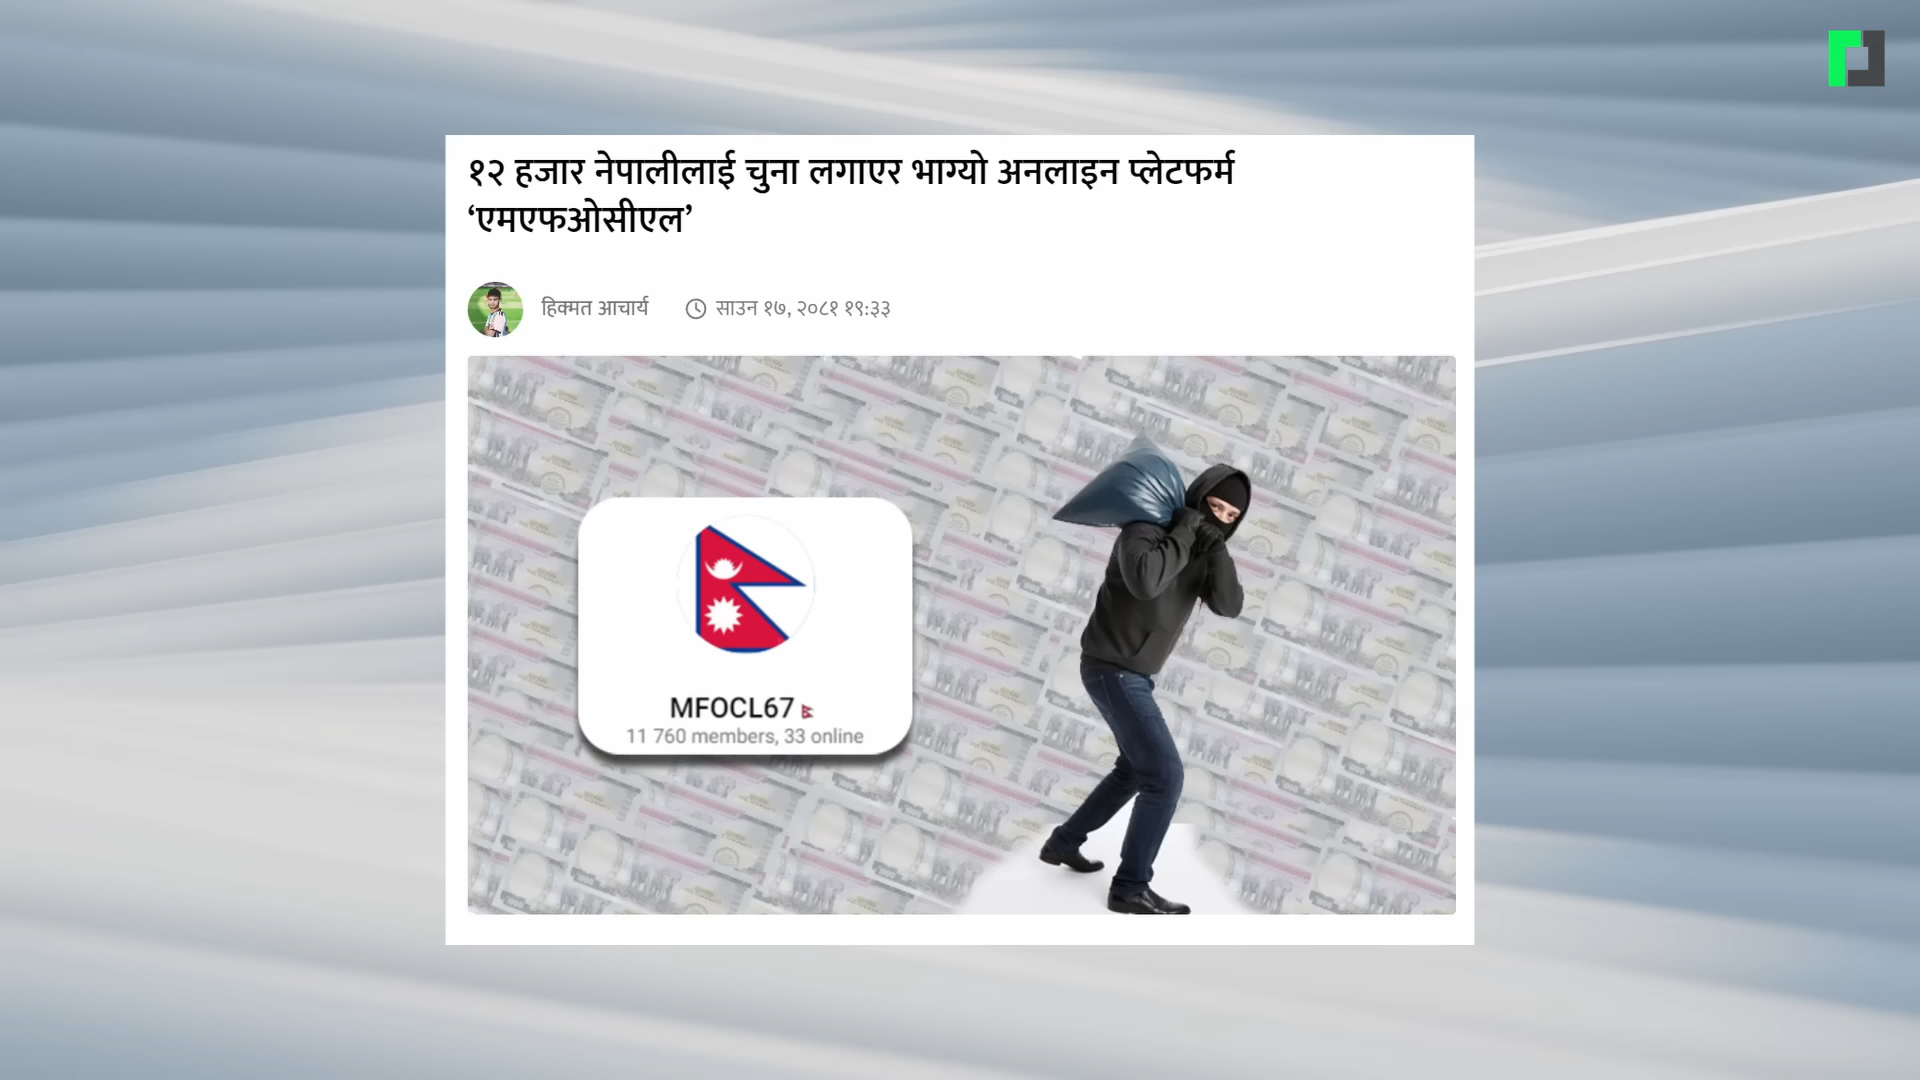 १२ हजार नेपालीलाई चुना लगाएर भाग्यो अनलाइन प्लेटफर्म
‘एमएफओसीएल’
हिक्मत आचार्य
साउन १७, २०८१ १९:३३
MFOCL67
11 760 members, 33 online